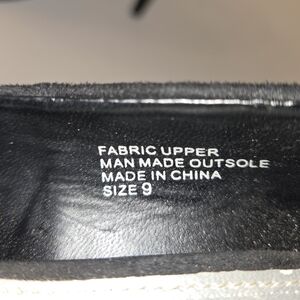 FABRIC UPPER
MAN MADE OUTSOLE
MADE IN CHINA
SIZE 9